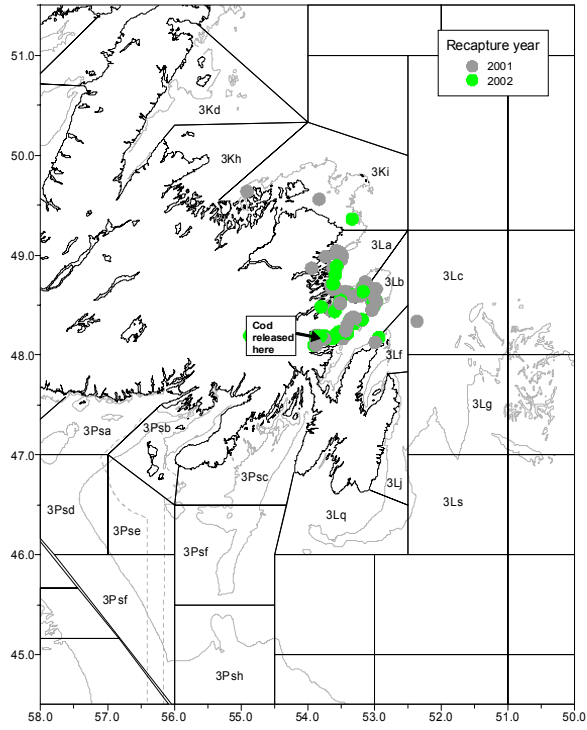 51.0
50.0
49.0
48.0
47.0
46.0
45.0
58.0 57.0 56.0 55.0 54.0 53.0 52.0 51.0 50.0
Recapture year
2001
2002
3Kd
3Kh
3Ki
3La
3Lb
3Lc
Cod
released
here
3Lf
3Lg
3Psa
3Psb
3Psc
3Lj
3Psd
3Pse
3Psf
3Lq
3Ls
3Psf
3Psh